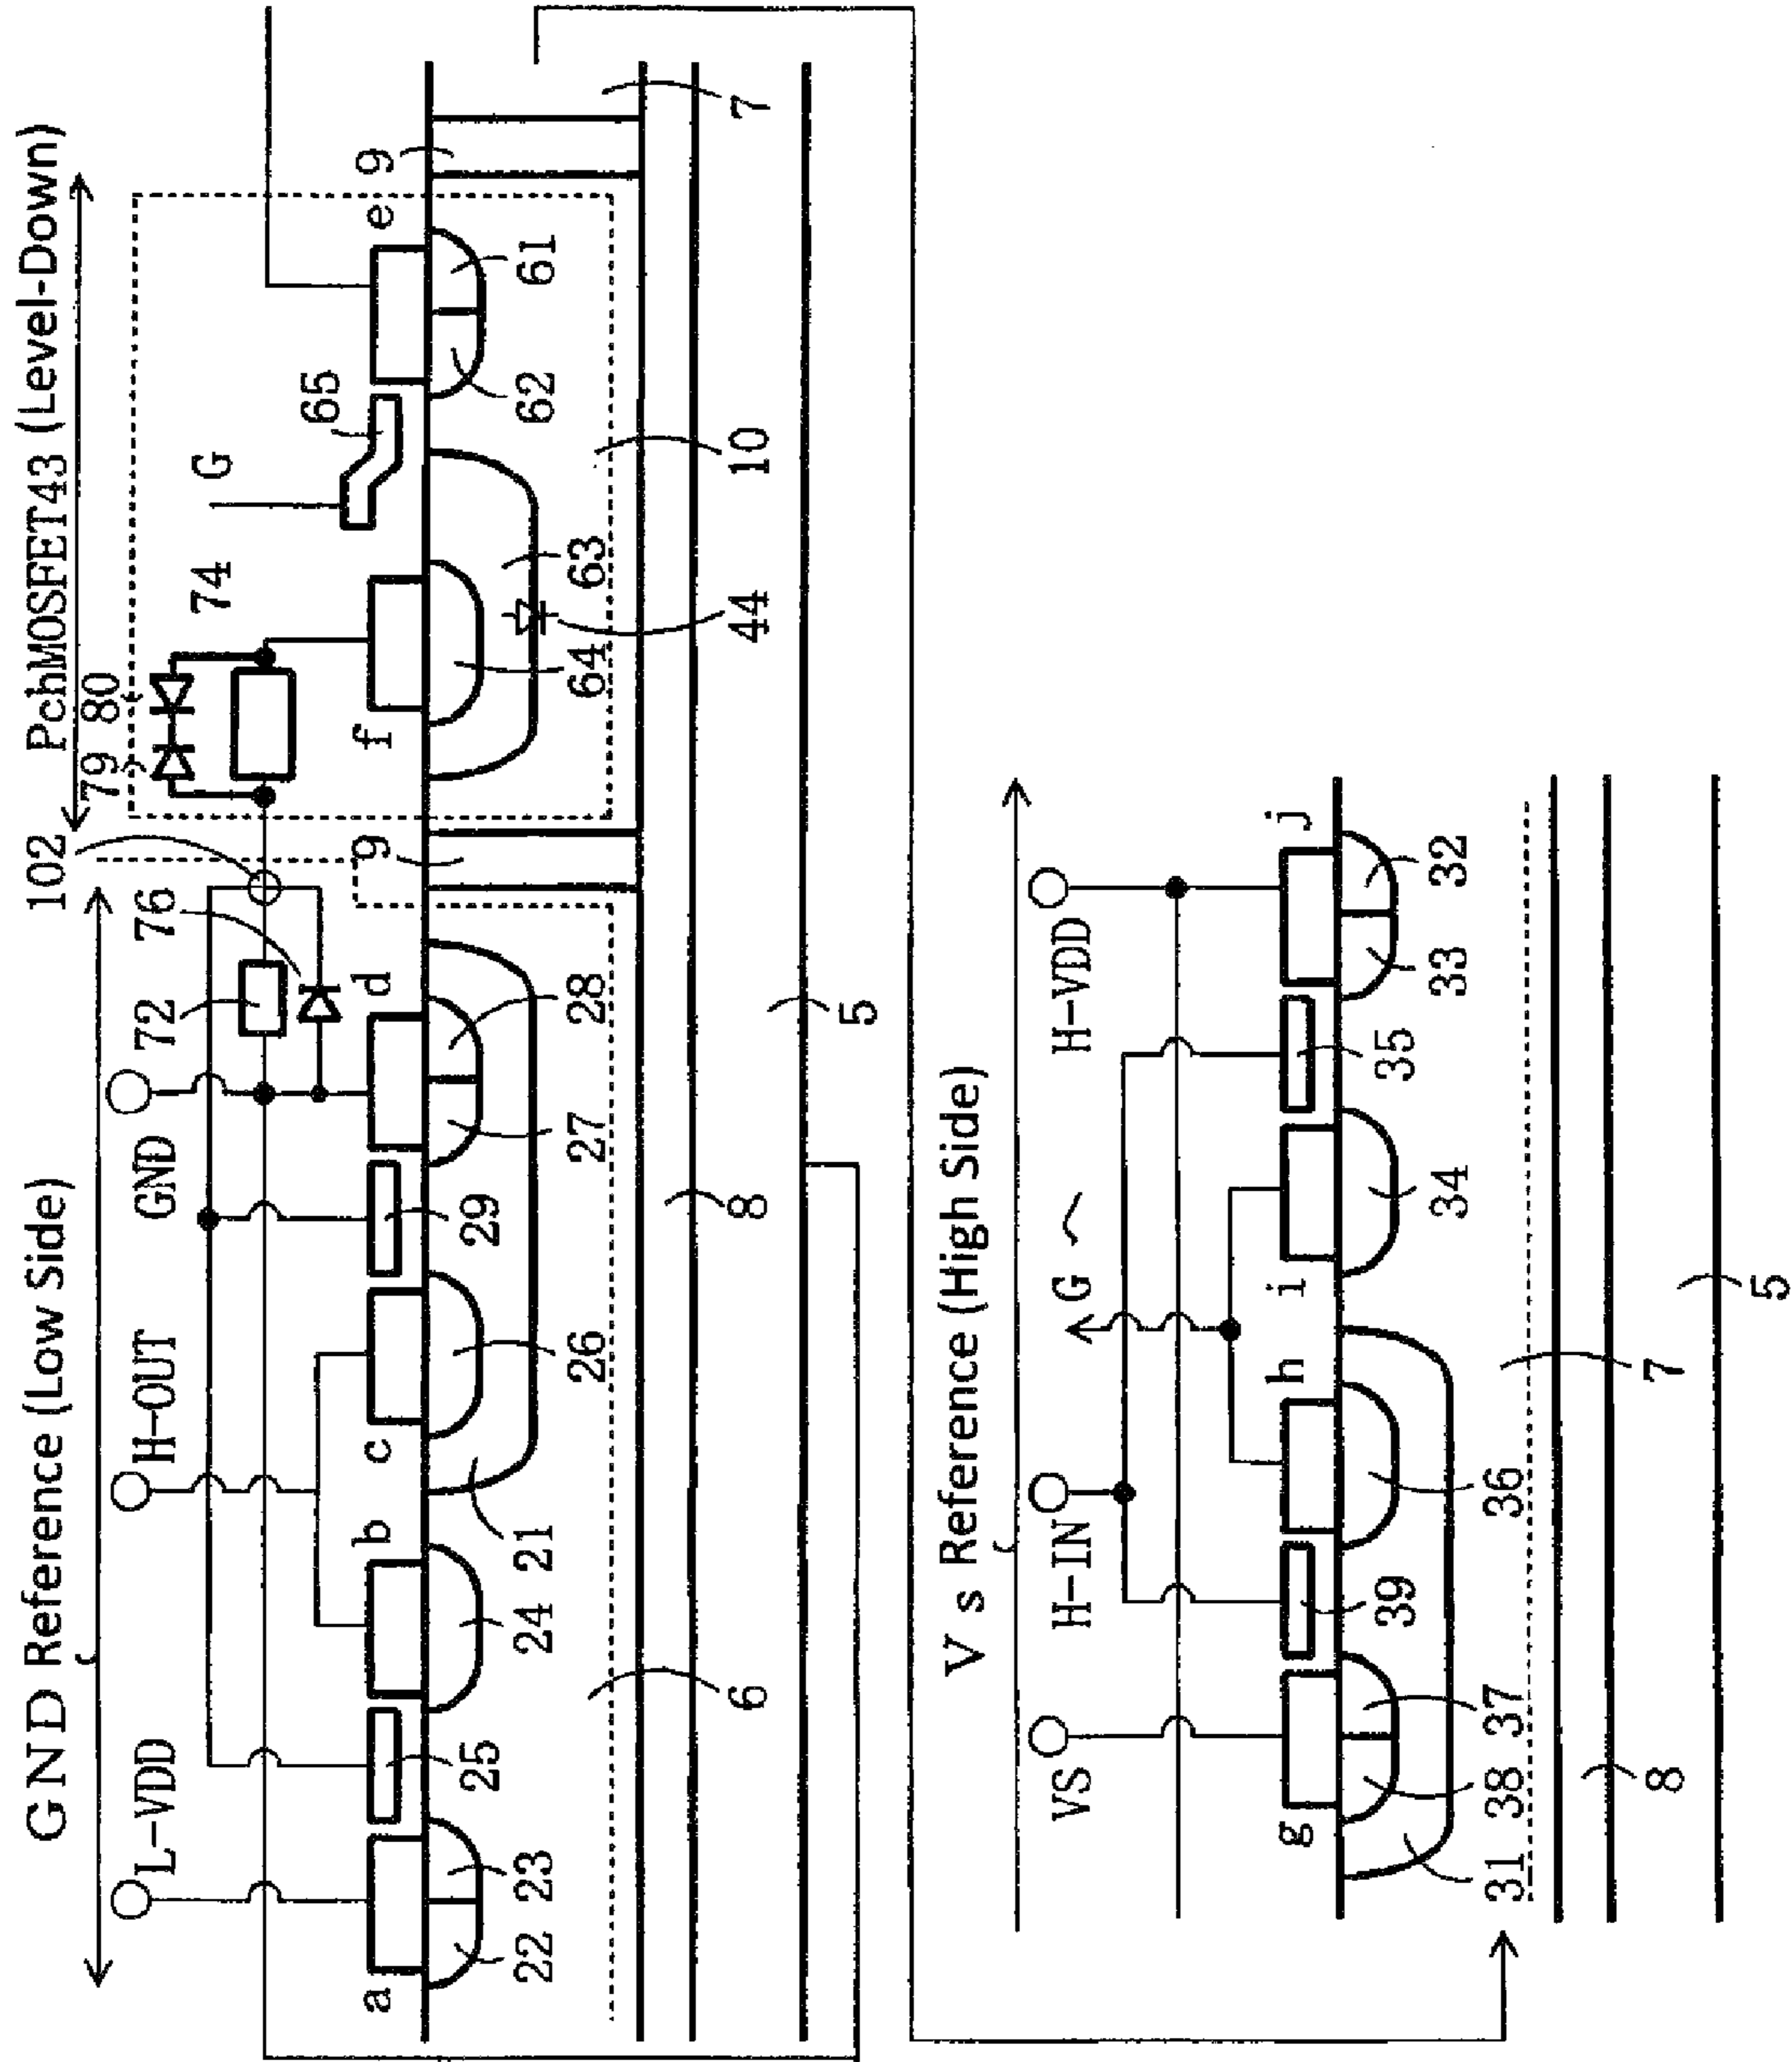 GND Reference (Low Side)
PchMOSFET43 (Level-Down)
L-VDD
H-OUT
GND
72
76
102
79
80
74
G
65
a
b
c
d
9
f
e
9
22
23
25
24
21
26
29
27
28
64
63
62
61
6
8
5
44
10
7
V s Reference (High Side)
VS
H-IN
G
H-VDD
g
h
i
j
31
38
37
39
36
34
35
33
32
8
7
5